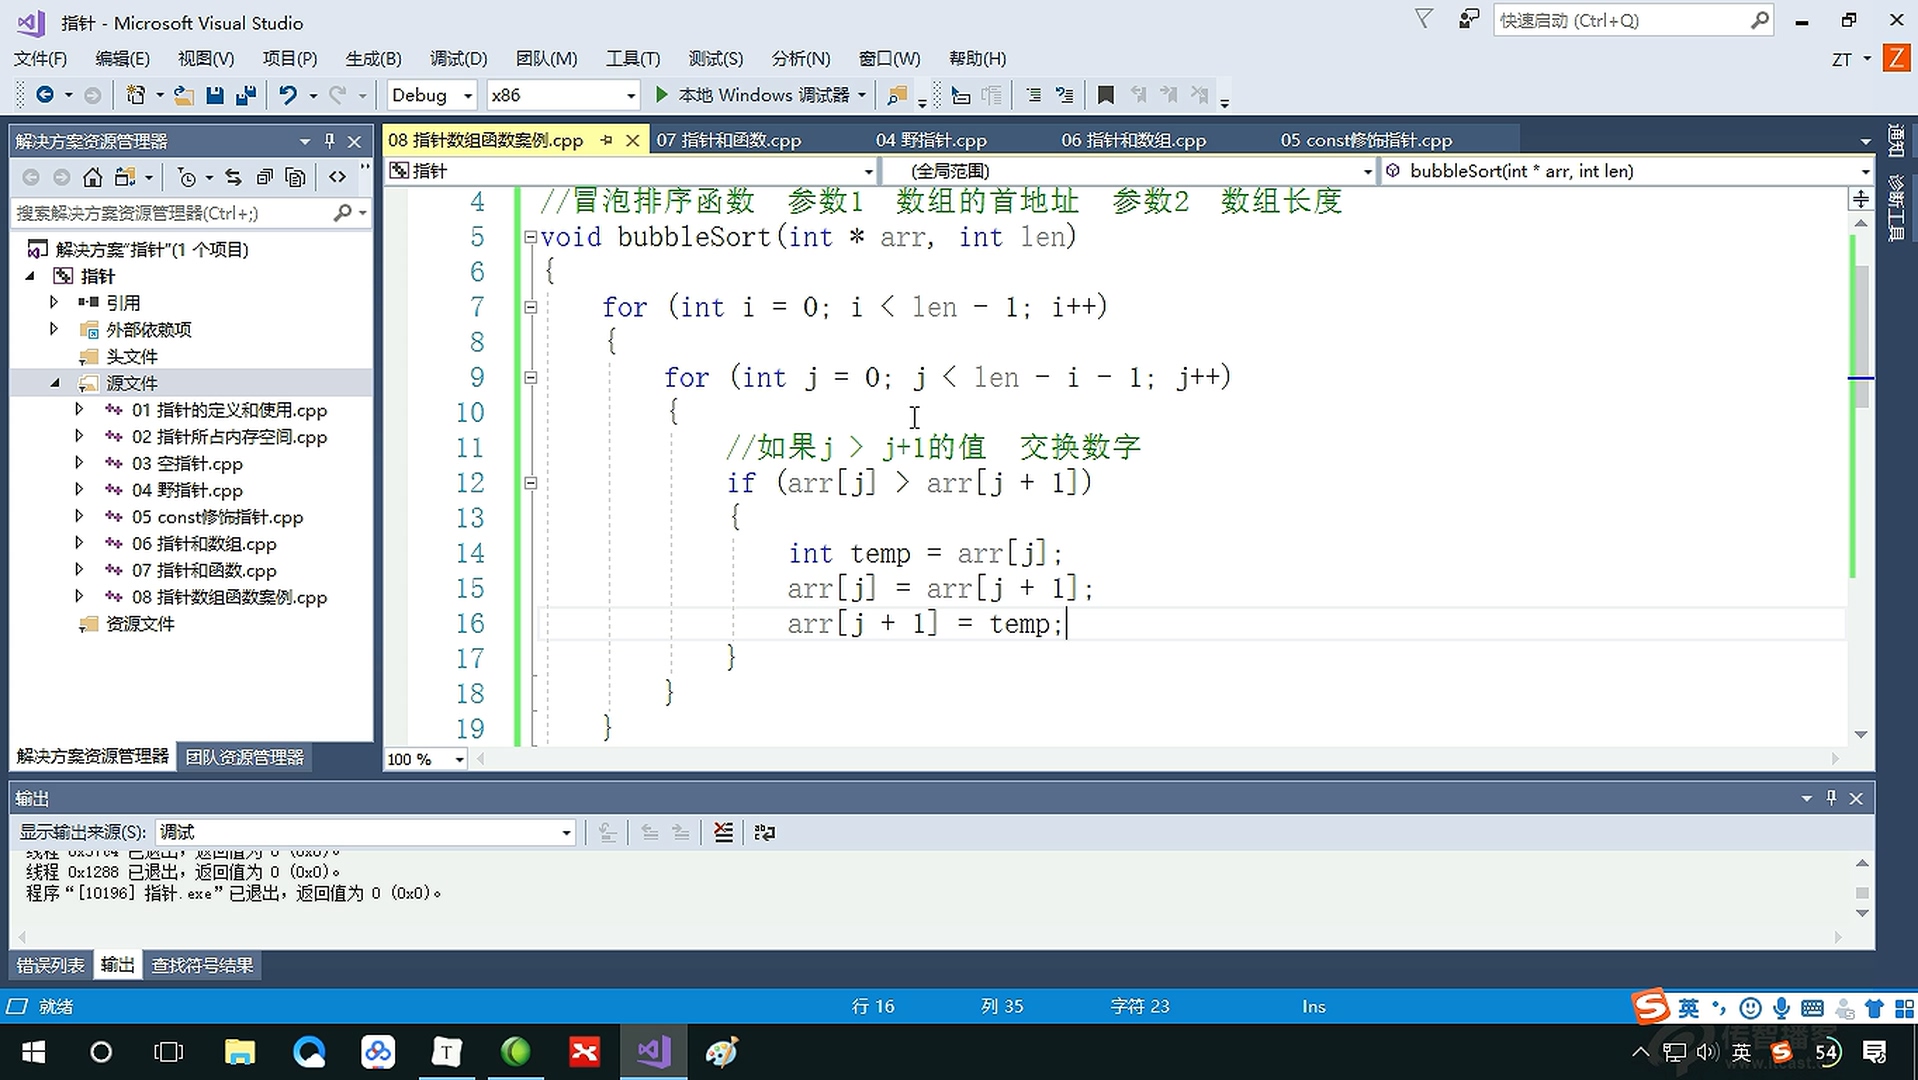 指针 - Microsoft Visual Studio
快速启动 (Ctrl+Q)
文件(F) 编辑(E) 视图(V) 项目(P) 生成(B) 调试(D) 团队(M) 工具(T) 测试(S) 分析(N) 窗口(W) 帮助(H)
ZT
Z
Debug x86 本地 Windows 调试器
解决方案资源管理器
搜索解决方案资源管理器(Ctrl+;)
解决方案"指针"(1 个项目)
指针
引用
外部依赖项
头文件
源文件
01 指针的定义和使用.cpp
02 指针所占内存空间.cpp
03 空指针.cpp
04 野指针.cpp
05 const修饰指针.cpp
06 指针和数组.cpp
07 指针和函数.cpp
08 指针数组函数案例.cpp
资源文件
解决方案资源管理器 团队资源管理器
08 指针数组函数案例.cpp 07 指针和函数.cpp 04 野指针.cpp 06 指针和数组.cpp 05 const修饰指针.cpp
指针 (全局范围) bubbleSort(int * arr, int len)
4 //冒泡排序函数 参数1 数组的首地址 参数2 数组长度
5 void bubbleSort(int * arr, int len)
6 {
7 for (int i = 0; i < len - 1; i++)
8 {
9 for (int j = 0; j < len - i - 1; j++)
10 {
11 //如果j > j+1的值 交换数字
12 if (arr[j] > arr[j + 1])
13 {
14 int temp = arr[j];
15 arr[j] = arr[j + 1];
16 arr[j + 1] = temp;
17 }
18 }
19 }
100 %
通知
诊断工具
输出
显示输出来源(S): 调试
线程 0x1288 已退出，返回值为 0 (0x0)。
程序“[10196] 指针.exe”已退出，返回值为 0 (0x0)。
错误列表 输出 查找符号结果
就绪 行 16 列 35 字符 23 Ins
英
英 54